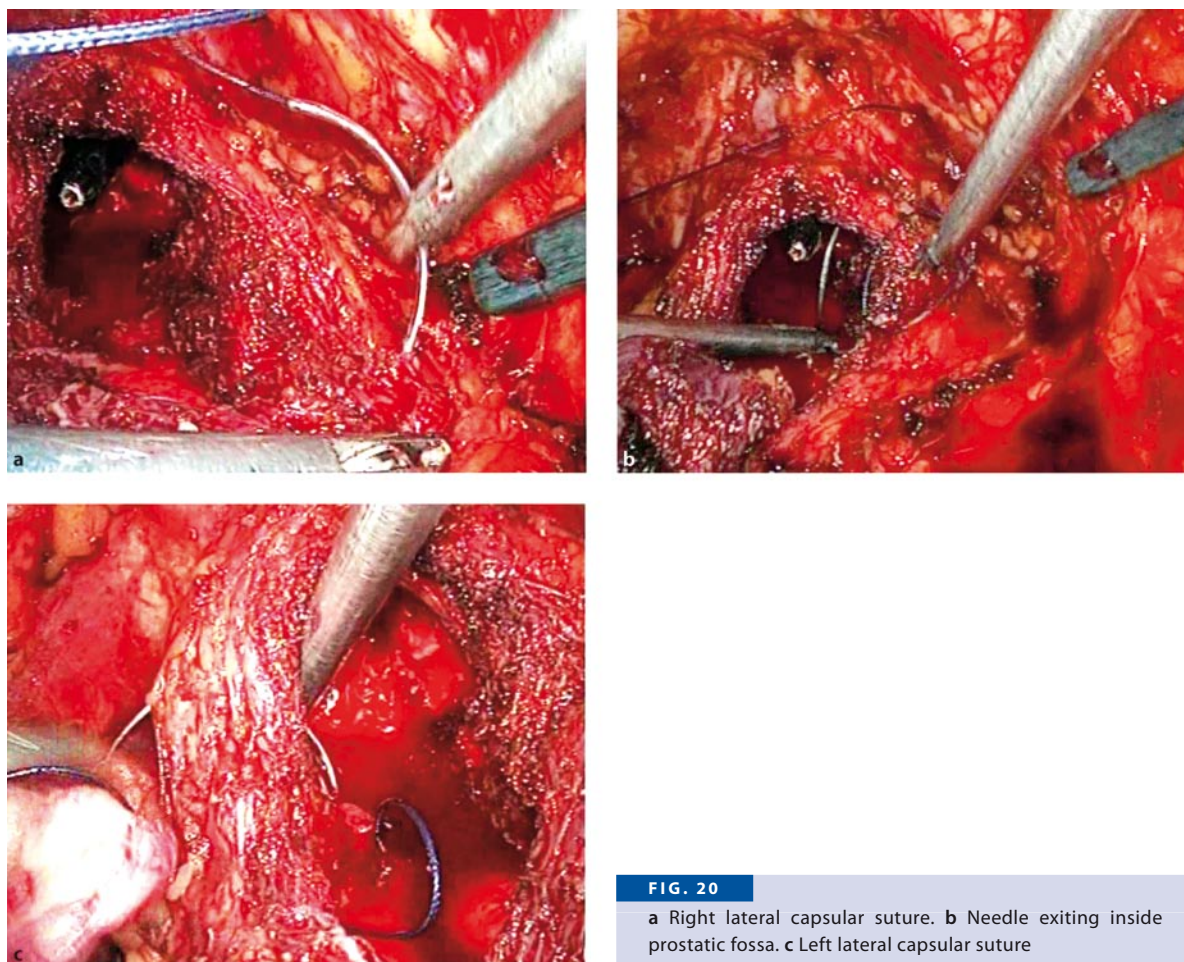 a
b
c
FIG. 20
a Right lateral capsular suture. b Needle exiting inside
prostatic fossa. c Left lateral capsular suture